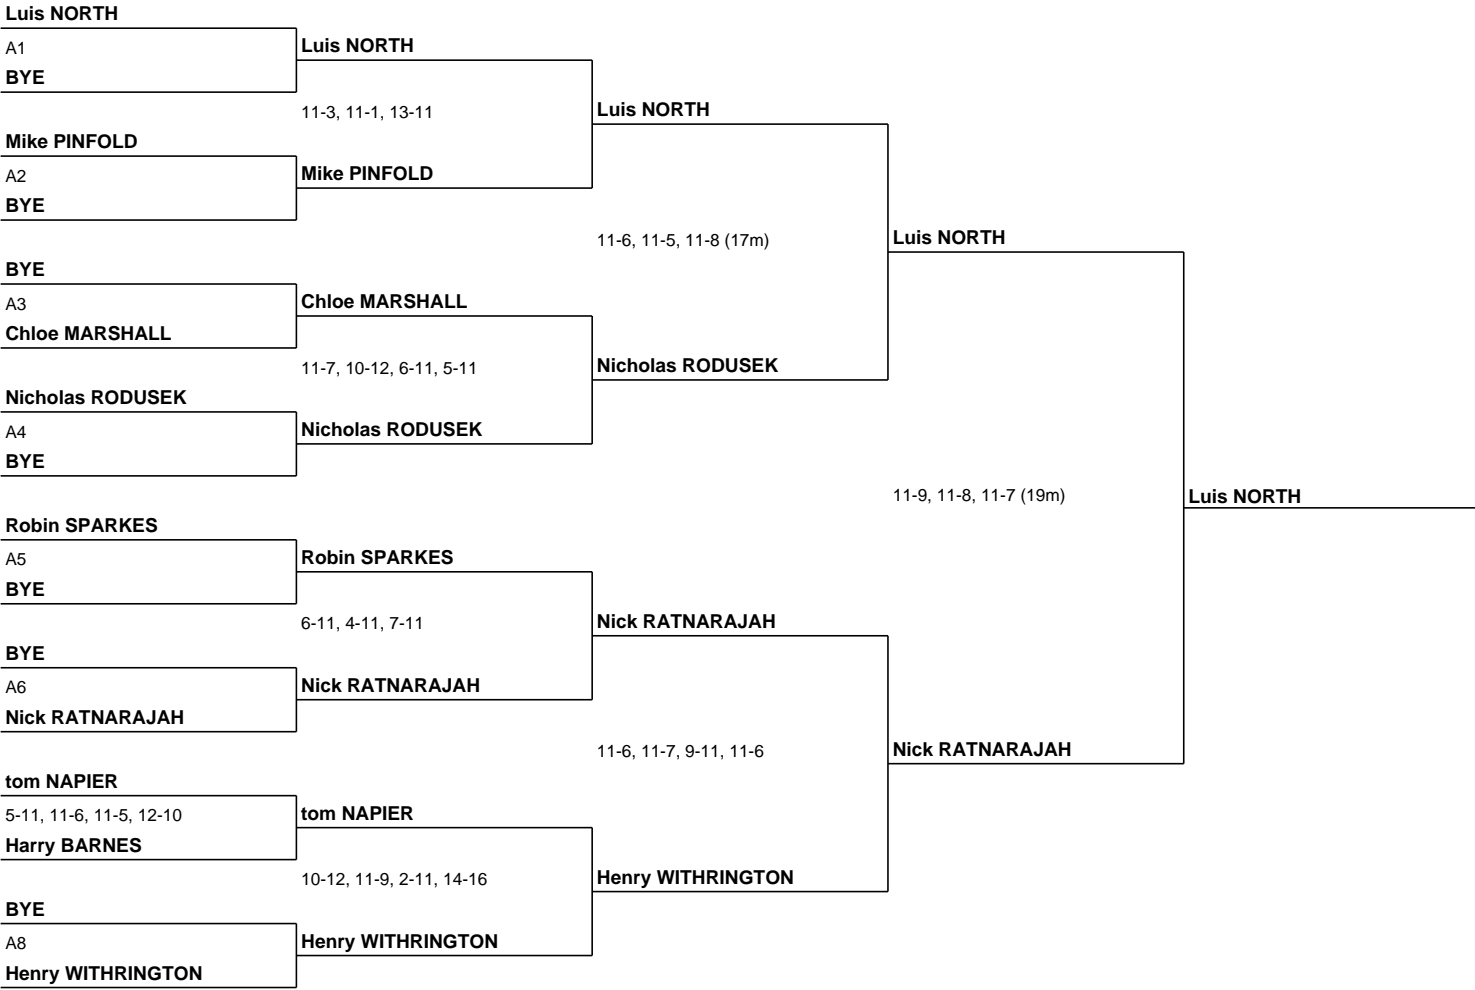 Luis NORTH
A1
BYE
Luis NORTH
11-3, 11-1, 13-11
Luis NORTH
Mike PINFOLD
A2
BYE
Mike PINFOLD
11-6, 11-5, 11-8 (17m)
Luis NORTH
BYE
A3
Chloe MARSHALL
Chloe MARSHALL
11-7, 10-12, 6-11, 5-11
Nicholas RODUSEK
Nicholas RODUSEK
A4
BYE
Nicholas RODUSEK
11-9, 11-8, 11-7 (19m)
Luis NORTH
Robin SPARKES
A5
BYE
Robin SPARKES
6-11, 4-11, 7-11
Nick RATNARAJAH
BYE
A6
Nick RATNARAJAH
Nick RATNARAJAH
11-6, 11-7, 9-11, 11-6
Nick RATNARAJAH
tom NAPIER
5-11, 11-6, 11-5, 12-10
Harry BARNES
tom NAPIER
10-12, 11-9, 2-11, 14-16
Henry WITHRINGTON
BYE
A8
Henry WITHRINGTON
Henry WITHRINGTON